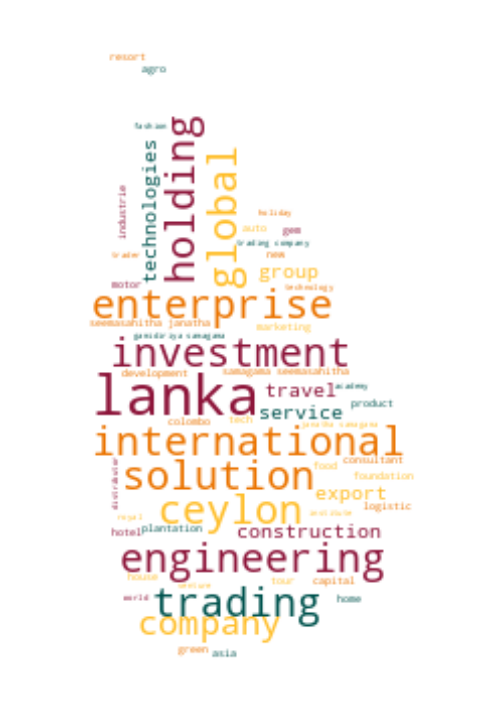 resort
agro
fashion
holding
technologies
global
industrie
holiday
auto
gem
trading company
trader
new
group
motor
technology
enterprise
seemasahitha janatha
marketing
gamidiriya samagama
investment
development
samagama seemasahitha
lanka
travel
academy
service
product
colombo
tech
janatha samagama
international
consultant
distributor
solution
food
foundation
export
ceylon
logistic
royal
institute
hotel
plantation
construction
engineering
house
venture
tour
capital
world
trading
home
company
green
asia